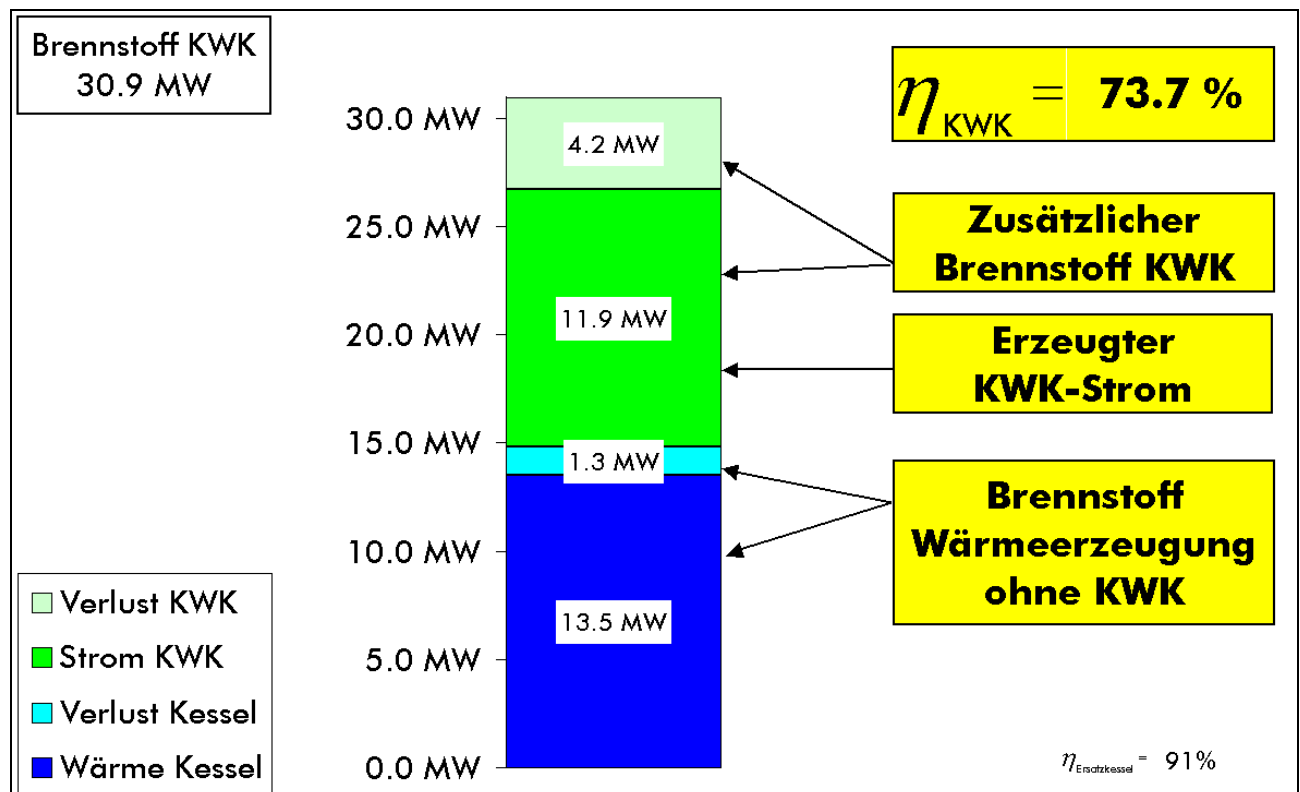 Brennstoff KWK
30.9 MW
η KWK = 73.7 %
30.0 MW
4.2 MW
25.0 MW
Zusätzlicher
Brennstoff KWK
20.0 MW
11.9 MW
Erzeugter
KWK-Strom
15.0 MW
1.3 MW
Brennstoff
Wärmeerzeugung
ohne KWK
10.0 MW
13.5 MW
5.0 MW
0.0 MW
Verlust KWK
Strom KWK
Verlust Kessel
Wärme Kessel
η Ersatzkessel = 91%